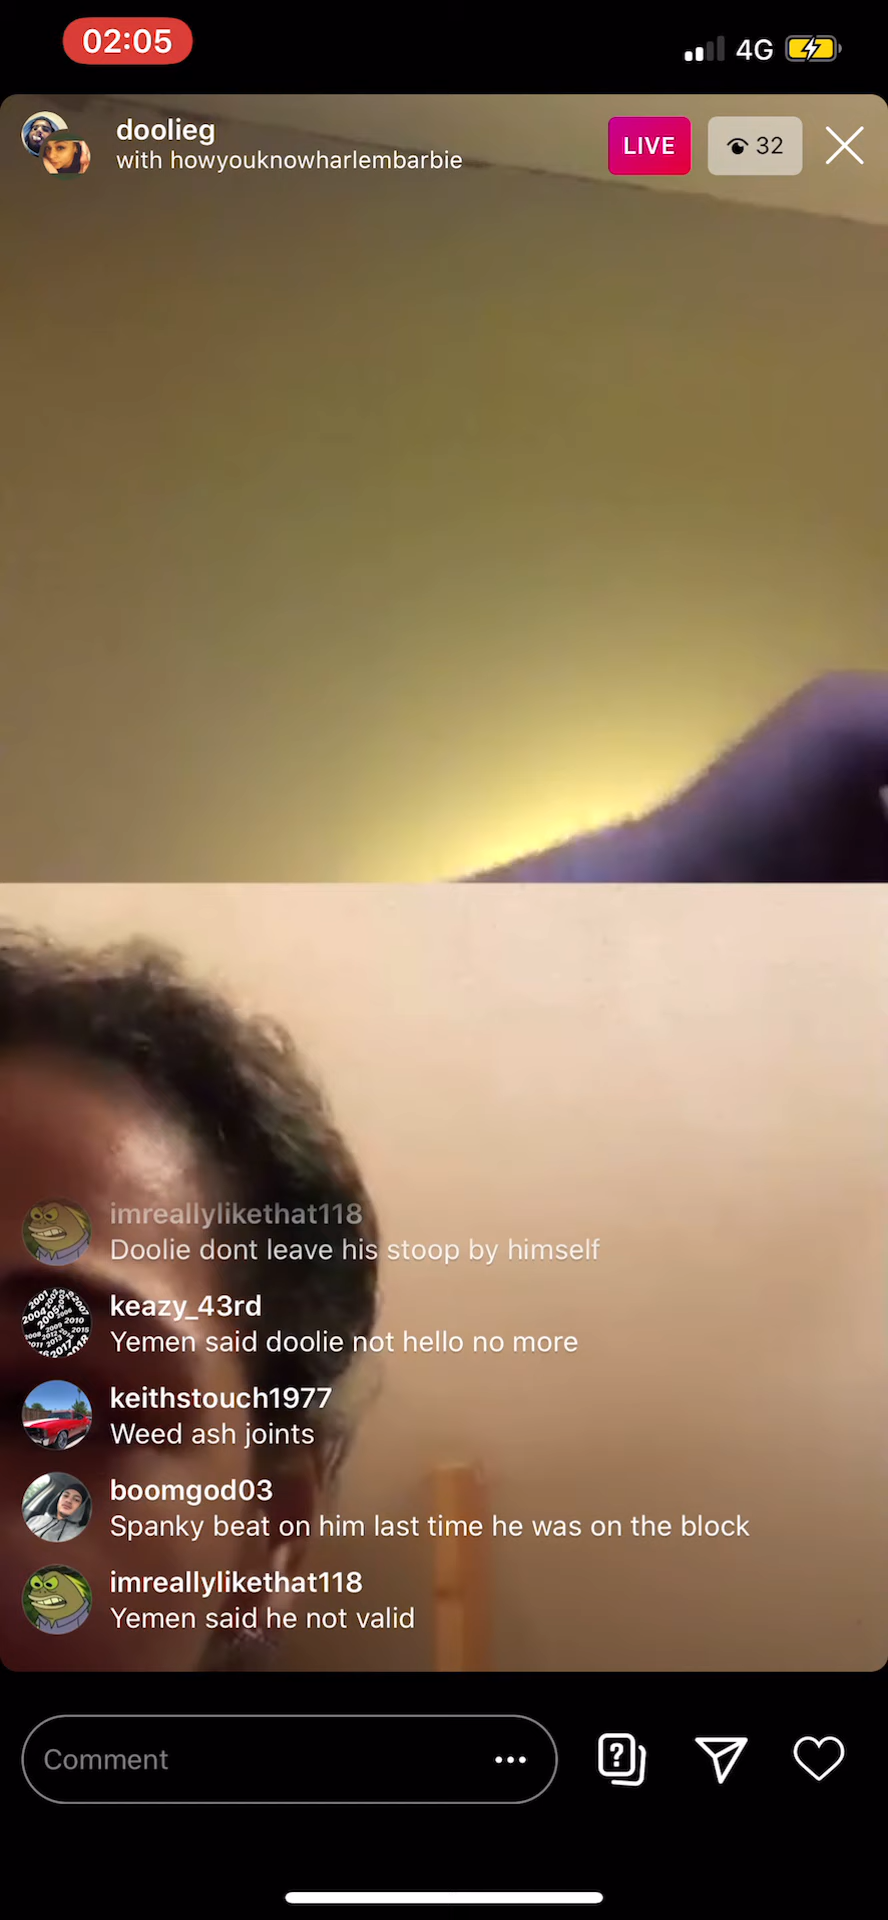 02:05
4G
doolieg
with howyouknowharlembarbie
LIVE
32
imreallylikethat118
Doolie dont leave his stoop by himself
keazy_43rd
Yemen said doolie not hello no more
keithstouch1977
Weed ash joints
boomgod03
Spanky beat on him last time he was on the block
imreallylikethat118
Yemen said he not valid
Comment